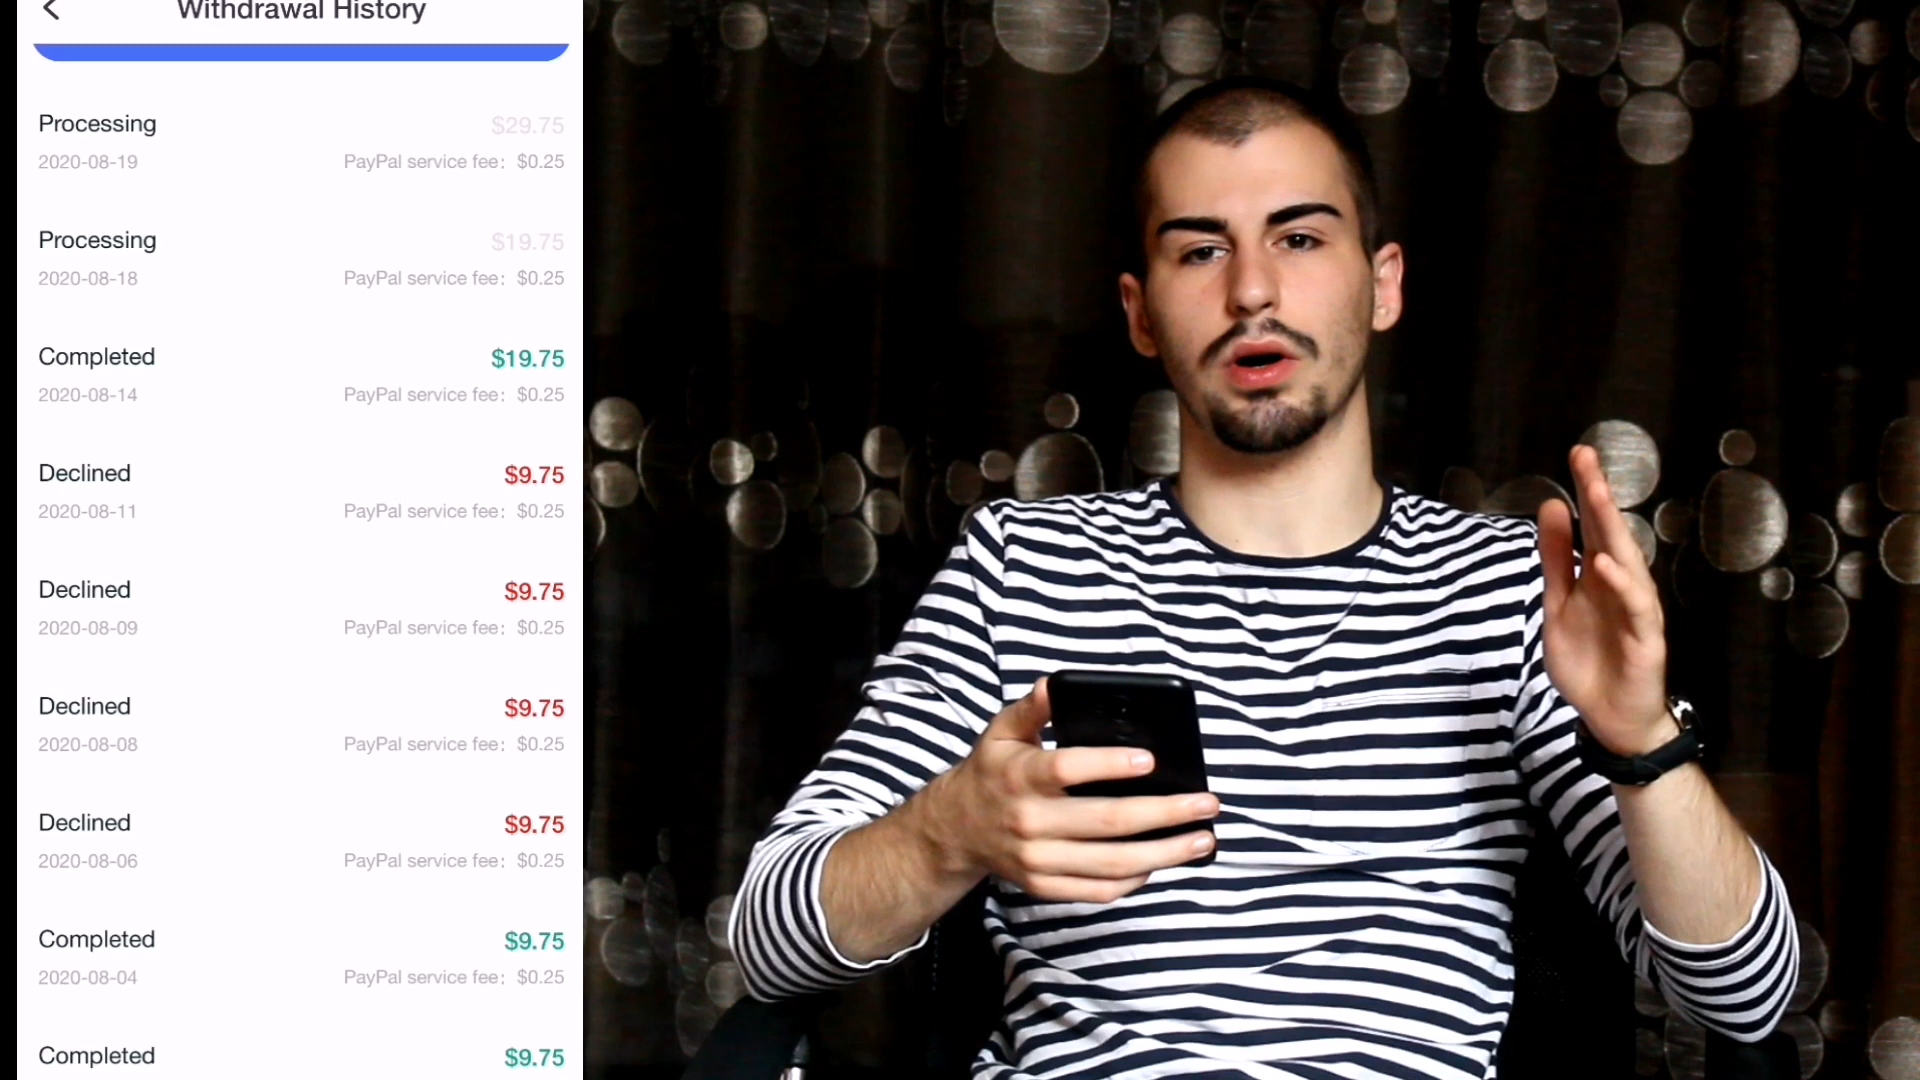 Withdrawal History
Processing $29.75
2020-08-19 PayPal service fee: $0.25
Processing $19.75
2020-08-18 PayPal service fee: $0.25
Completed $19.75
2020-08-14 PayPal service fee: $0.25
Declined $9.75
2020-08-11 PayPal service fee: $0.25
Declined $9.75
2020-08-09 PayPal service fee: $0.25
Declined $9.75
2020-08-08 PayPal service fee: $0.25
Declined $9.75
2020-08-06 PayPal service fee: $0.25
Completed $9.75
2020-08-04 PayPal service fee: $0.25
Completed $9.75